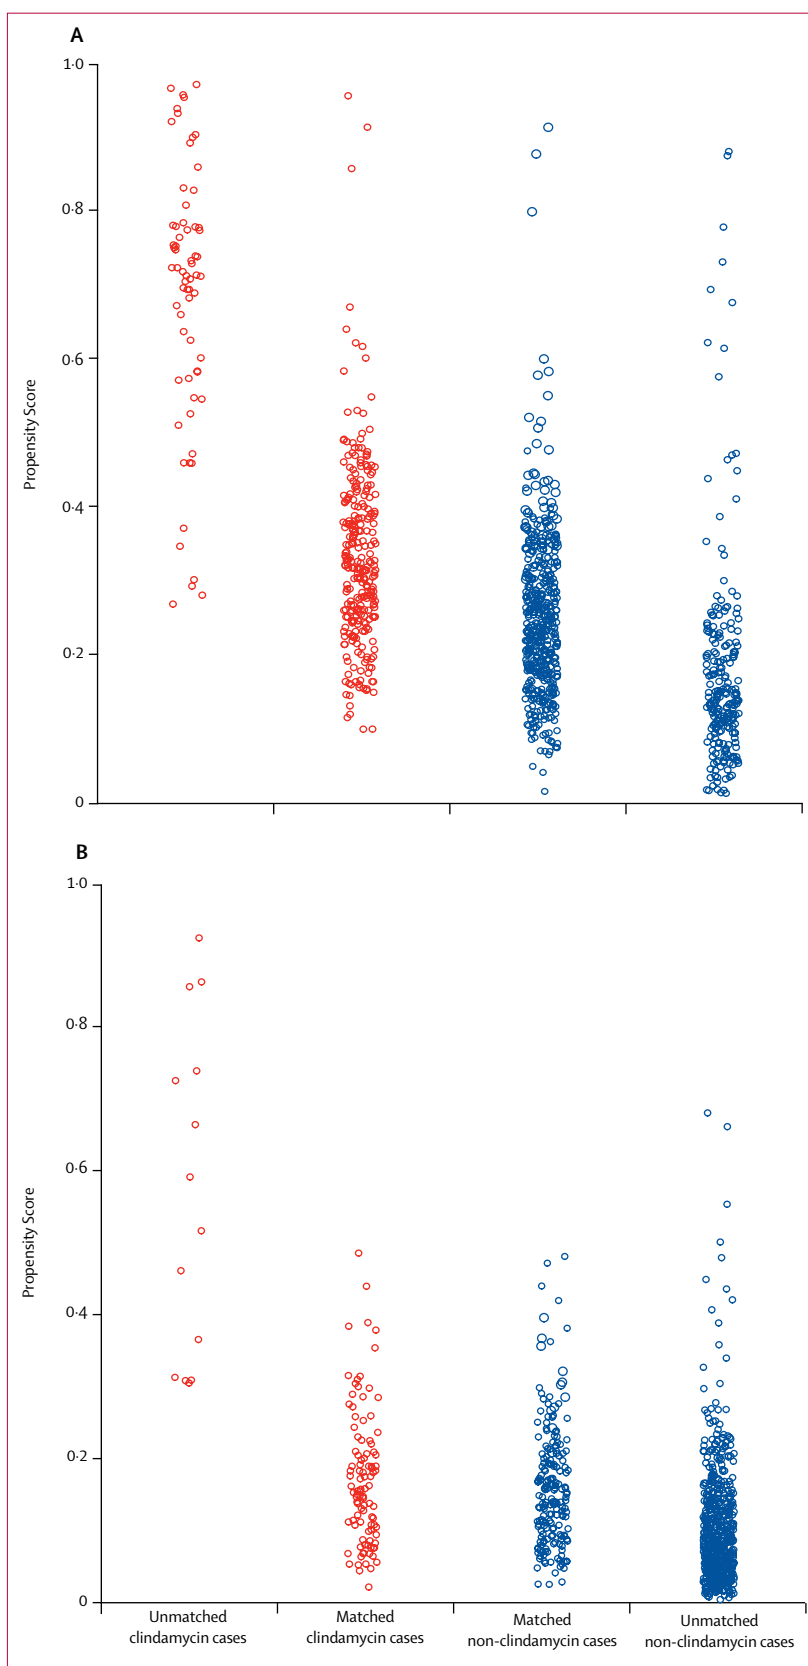 A
1·0
0·8
0·6
0·4
0·2
0
Propensity Score
B
1·0
0·8
0·6
0·4
0·2
0
Propensity Score
Unmatched
clindamycin cases
Matched
clindamycin cases
Matched
non-clindamycin cases
Unmatched
non-clindamycin cases